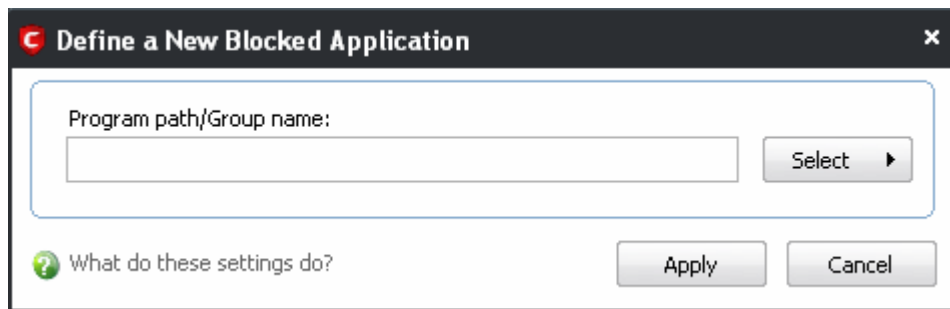 Define a New Blocked Application
Program path/Group name:
Select
What do these settings do?
Apply
Cancel